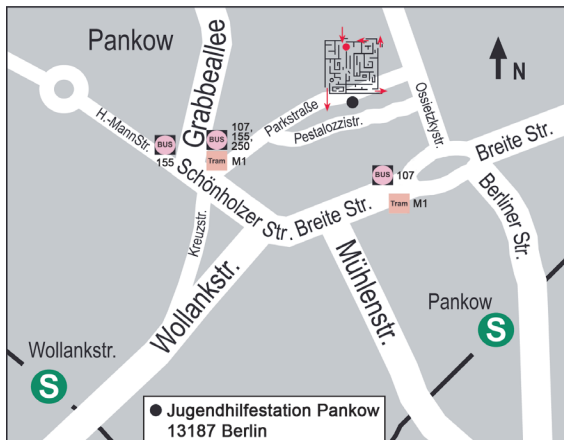 Pankow
Grabbeallee
Ossietzkystr.
N
H.-MannStr.
BUS
155
BUS
107,
155,
250
Tram M1
Parkstraße
Pestalozzistr.
Schönholzer Str.
Breite Str.
BUS 107
Tram M1
Breite Str.
Berliner Str.
Kreuzstr.
Wollankstr.
Mühlenstr.
Pankow
S
Wollankstr.
S
Jugendhilfestation Pankow
13187 Berlin